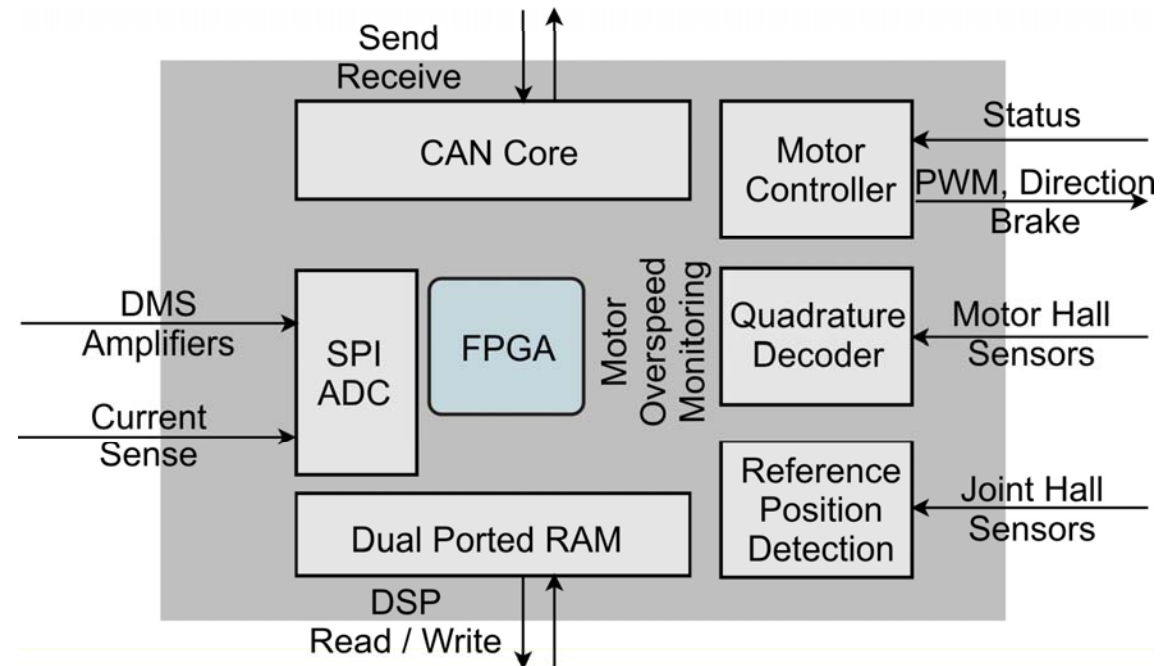 Send
Receive
CAN Core
Motor
Controller
Status
PWM, Direction
Brake
DMS
Amplifiers
SPI
ADC
FPGA
Motor
Overspeed
Monitoring
Quadrature
Decoder
Motor Hall
Sensors
Current
Sense
Reference
Position
Detection
Joint Hall
Sensors
Dual Ported RAM
DSP
Read / Write